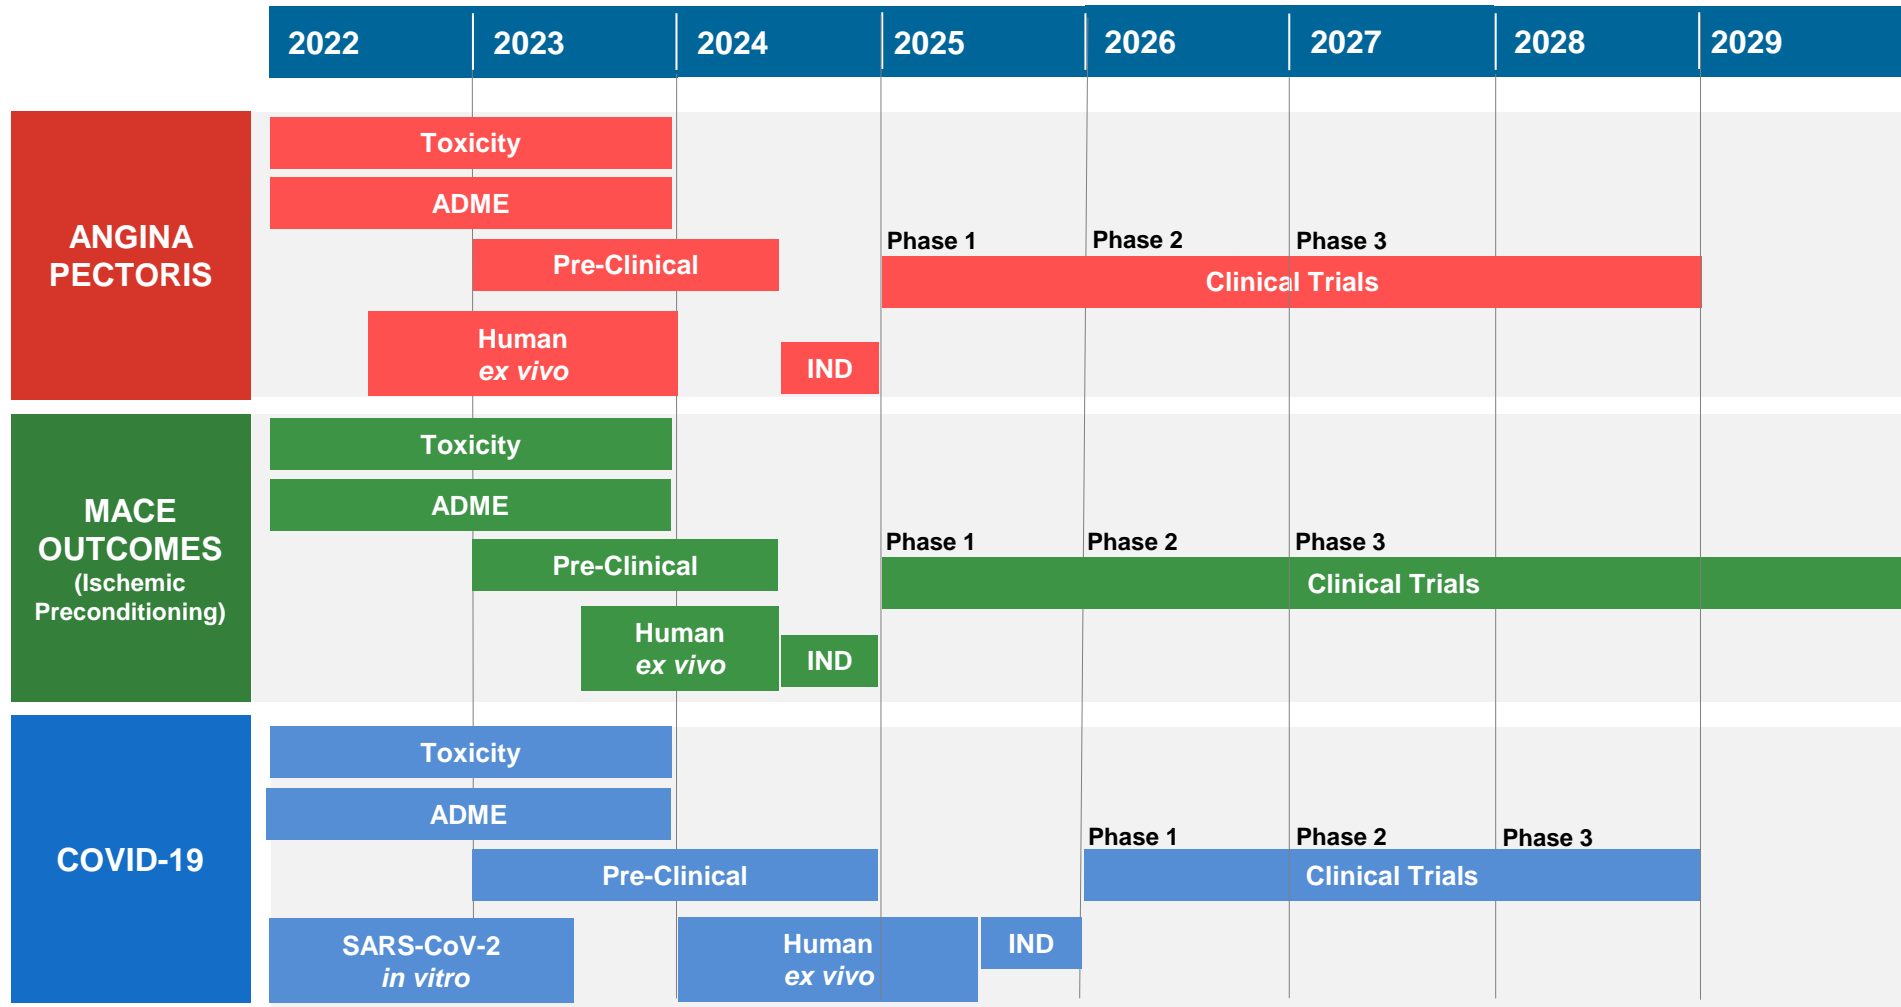 2022 2023 2024 2025 2026 2027 2028 2029
ANGINA
PECTORIS
Toxicity
ADME
Pre-Clinical
Human
ex vivo
IND
Phase 1 Phase 2 Phase 3
Clinical Trials
MACE
OUTCOMES
(Ischemic
Preconditioning)
Toxicity
ADME
Pre-Clinical
Human
ex vivo
IND
Phase 1 Phase 2 Phase 3
Clinical Trials
COVID-19
Toxicity
ADME
Pre-Clinical
SARS-CoV-2
in vitro
Human
ex vivo
IND
Phase 1 Phase 2 Phase 3
Clinical Trials